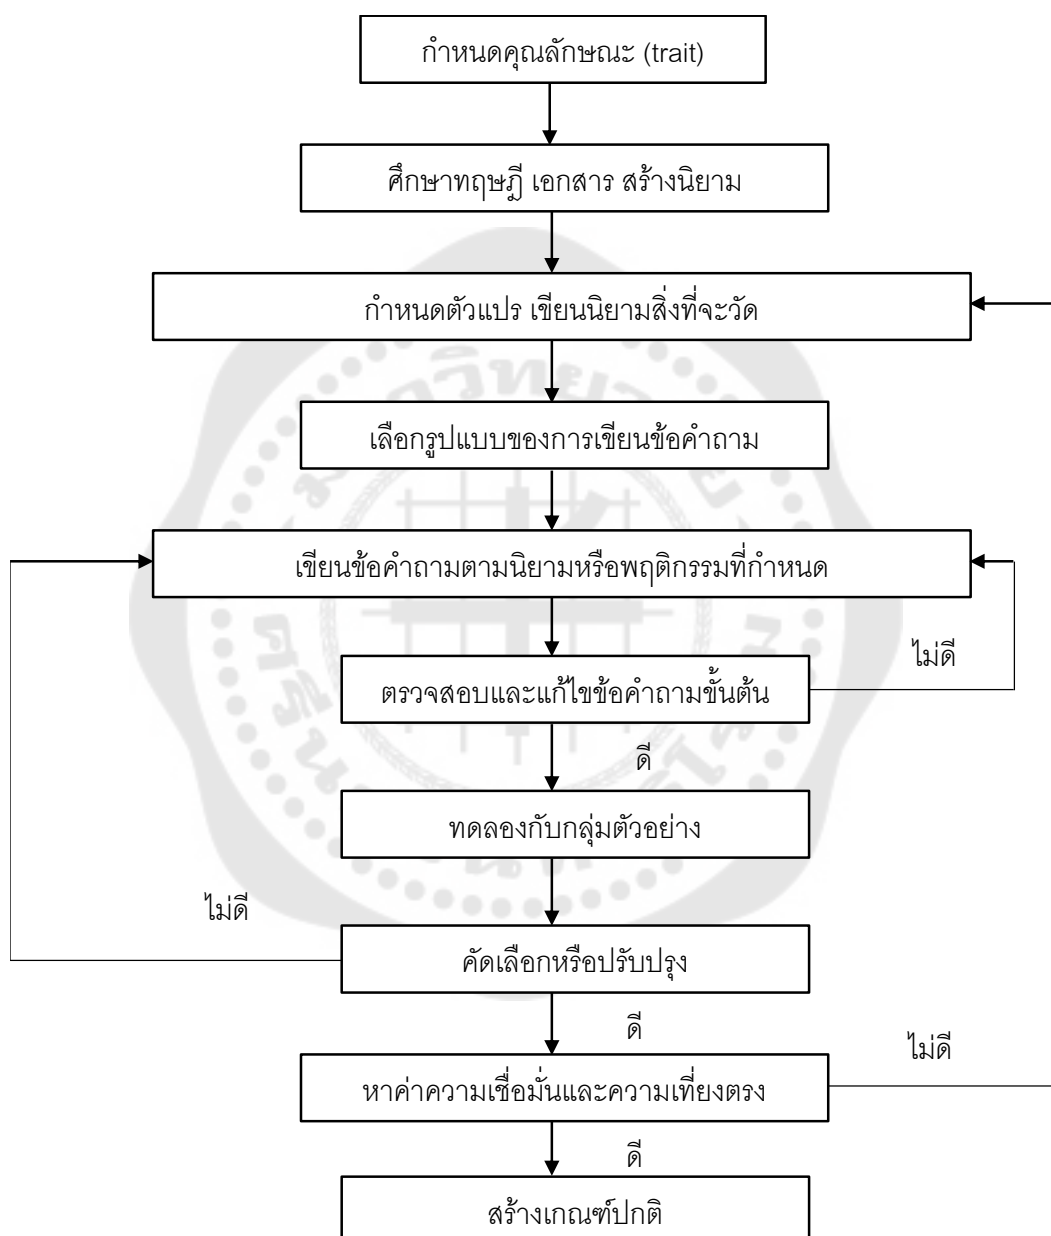 กำหนดคุณลักษณะ (trait)
ศึกษาทฤษฎี เอกสาร สร้างนิยาม
กำหนดตัวแปร เขียนนิยามสิ่งที่จะวัด
เลือกรูปแบบของการเขียนข้อคำถาม
เขียนข้อคำถามตามนิยามหรือพฤติกรรมที่กำหนด
ไม่ดี
ตรวจสอบและแก้ไขข้อคำถามขั้นต้น
ดี
ทดลองกับกลุ่มตัวอย่าง
ไม่ดี
คัดเลือกหรือปรับปรุง
ดี
ไม่ดี
หาค่าความเชื่อมั่นและความเที่ยงตรง
ดี
สร้างเกณฑ์ปกติ